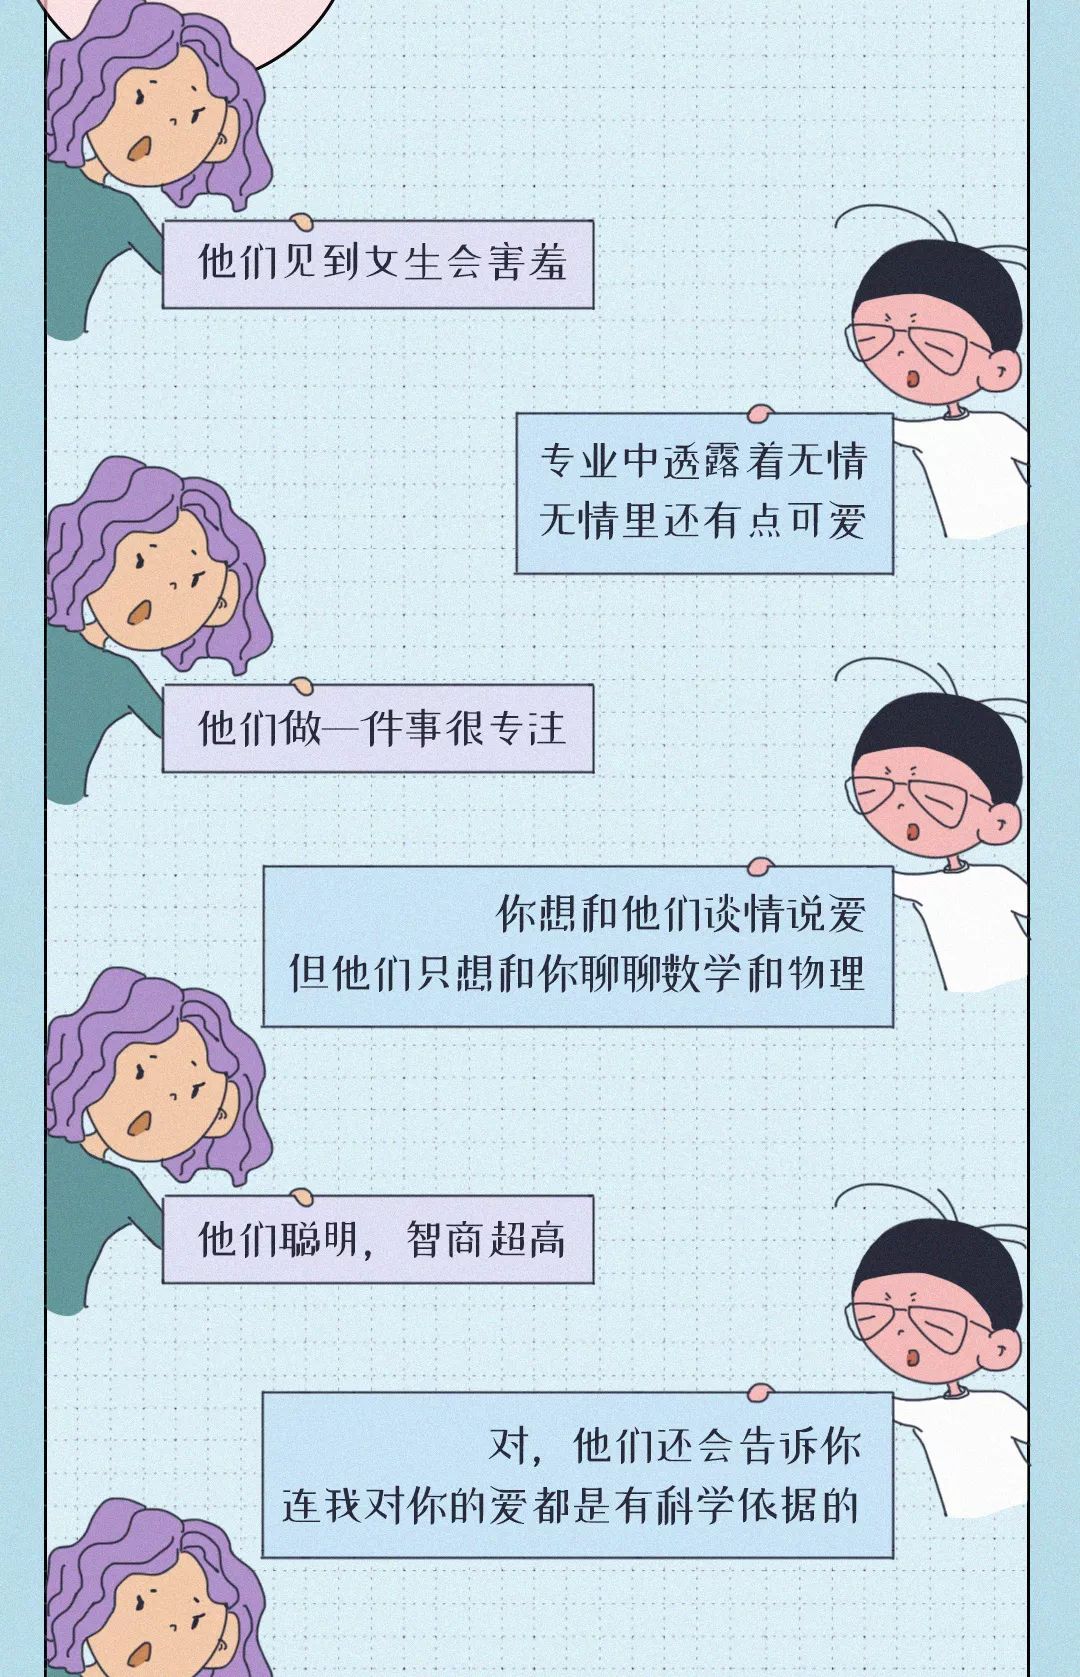 他们见到女生会害羞
专业中透露着无情
无情里还有点可爱
他们做一件事很专注
你想和他们谈情说爱
但他们只想和你聊聊数学和物理
他们聪明，智商超高
对，他们还会告诉你
连我对你的爱都是有科学依据的